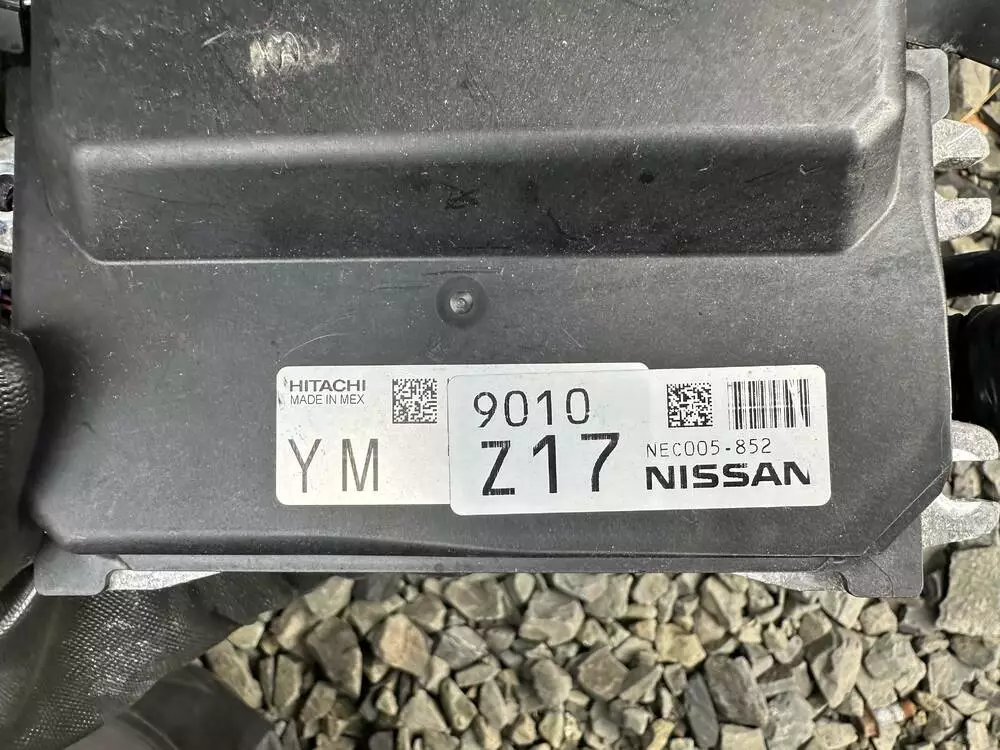 HITACHI
MADE IN MEX
YM
9010
Z17
NEC005-852
NISSAN